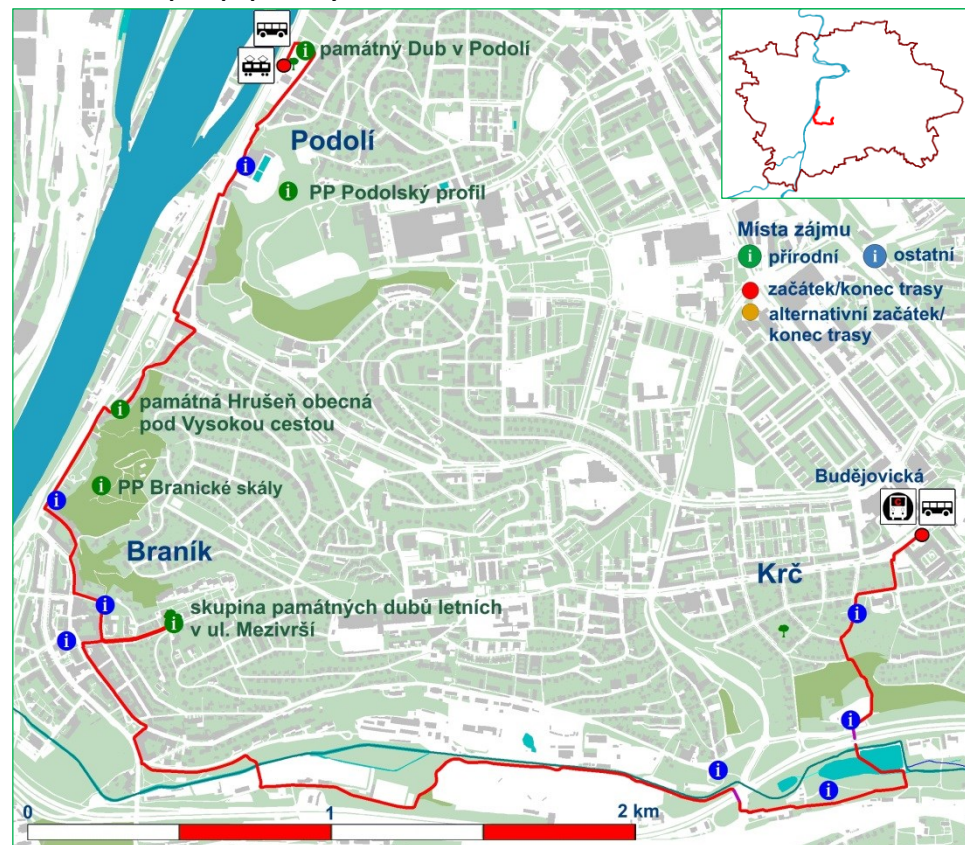 památný Dub v Podolí
Podolí
PP Podolský profil
Místa zájmu
i přírodní
i ostatní
začátek/konec trasy
alternativní začátek/
konec trasy
památná Hrušeň obecná
pod Vysokou cestou
PP Branické skály
Budějovická
C
Braník
Krč
skupina památných dubů letních
v ul. Mezivrší
0
1
2 km